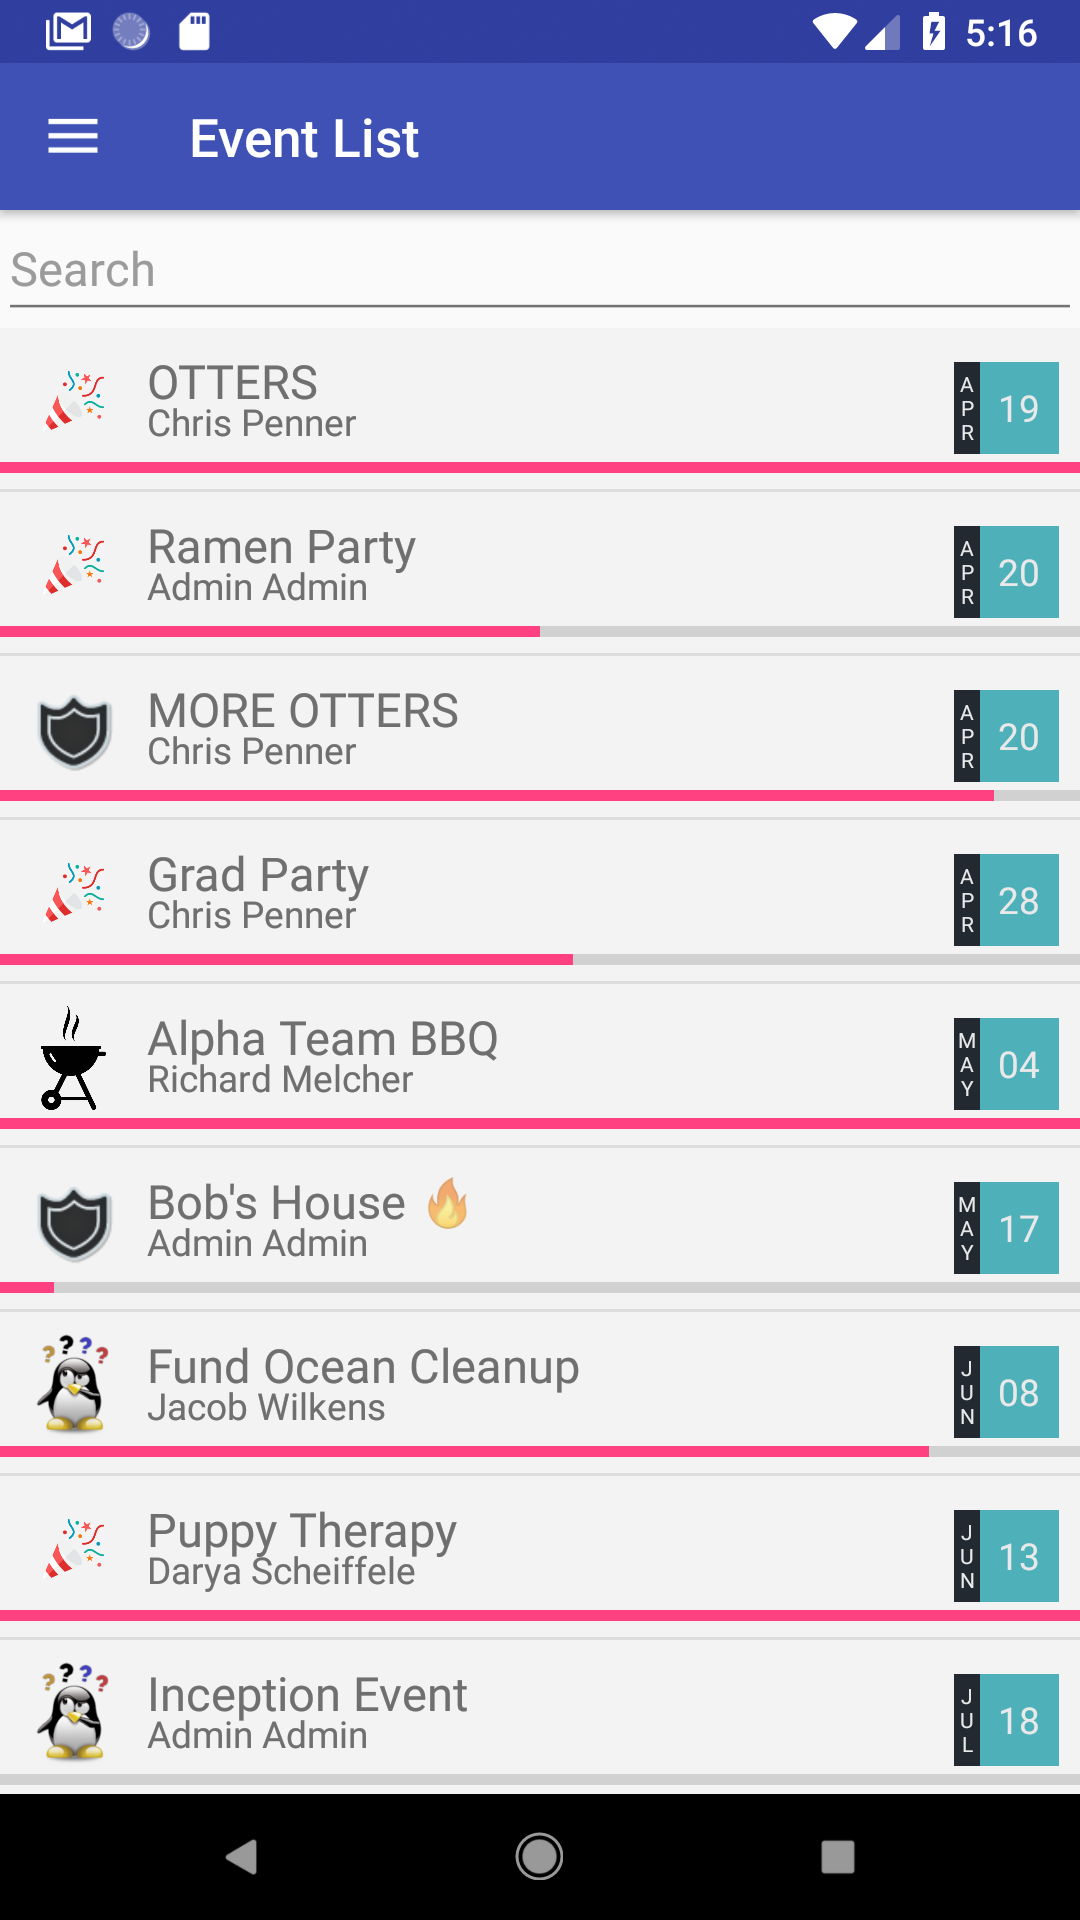 5:16
Event List
Search
OTTERS
Chris Penner
APR
19
Ramen Party
Admin Admin
APR
20
MORE OTTERS
Chris Penner
APR
20
Grad Party
Chris Penner
APR
28
Alpha Team BBQ
Richard Melcher
MAY
04
Bob's House 🔥
Admin Admin
MAY
17
? ? ? ?
Fund Ocean Cleanup
Jacob Wilkens
JUN
08
Puppy Therapy
Darya Scheiffele
JUN
13
? ? ? ?
Inception Event
Admin Admin
JUL
18